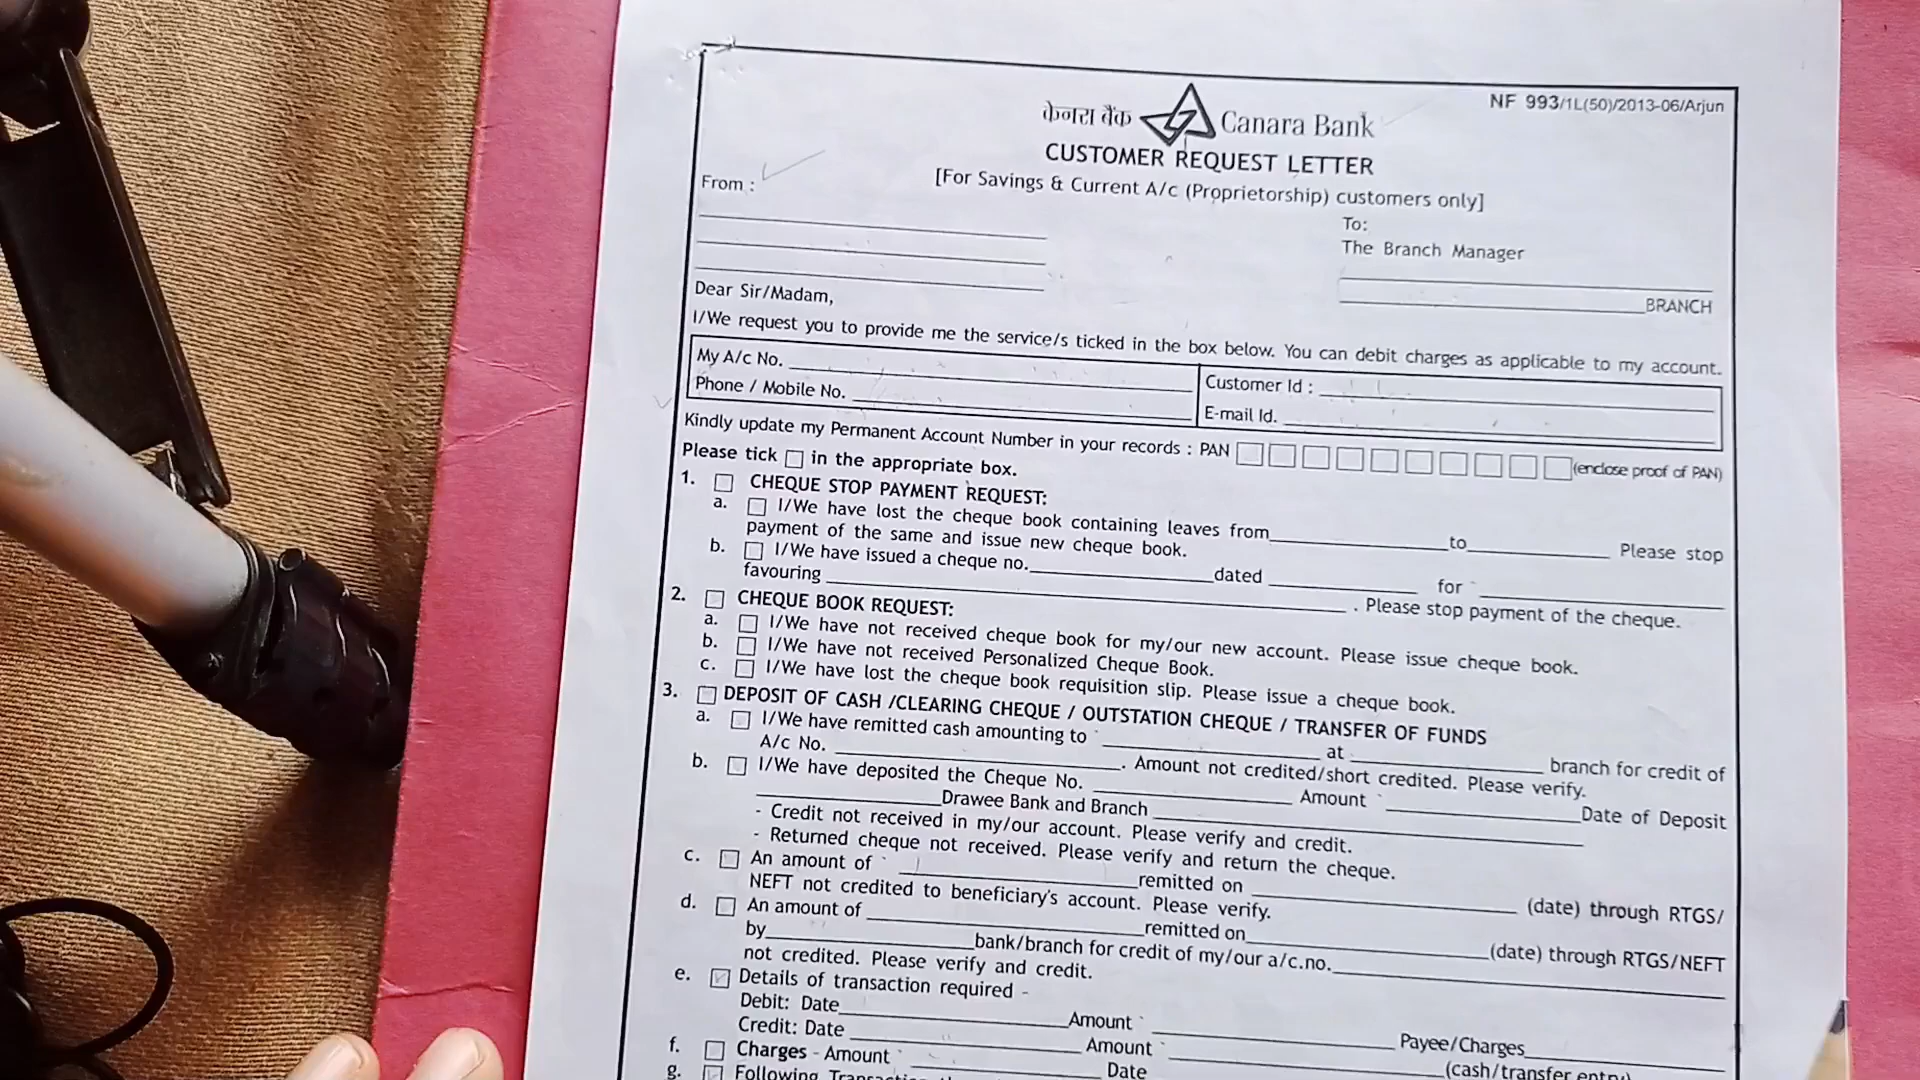 NF 993/1L(50)/2013-06/Arjun
केनरा बैंक Canara Bank
CUSTOMER REQUEST LETTER
[For Savings & Current A/c (Proprietorship) customers only]
From :
To:
The Branch Manager
BRANCH
Dear Sir/Madam,
I/We request you to provide me the service/s ticked in the box below. You can debit charges as applicable to my account.
My A/c No.
Customer Id :
Phone / Mobile No.
E-mail Id.
Kindly update my Permanent Account Number in your records : PAN (enclose proof of PAN)
Please tick in the appropriate box.
1. CHEQUE STOP PAYMENT REQUEST:
a. I/We have lost the cheque book containing leaves from to Please stop
payment of the same and issue new cheque book.
b. I/We have issued a cheque no. dated for
favouring . Please stop payment of the cheque.
2. CHEQUE BOOK REQUEST:
a. I/We have not received cheque book for my/our new account. Please issue cheque book.
b. I/We have not received Personalized Cheque Book.
c. I/We have lost the cheque book requisition slip. Please issue a cheque book.
3. DEPOSIT OF CASH /CLEARING CHEQUE / OUTSTATION CHEQUE / TRANSFER OF FUNDS
a. I/We have remitted cash amounting to at branch for credit of
A/c No. . Amount not credited/short credited. Please verify.
b. I/We have deposited the Cheque No. Amount Date of Deposit
Drawee Bank and Branch
- Credit not received in my/our account. Please verify and credit.
- Returned cheque not received. Please verify and return the cheque.
c. An amount of remitted on (date) through RTGS/
NEFT not credited to beneficiary's account. Please verify.
d. An amount of remitted on (date) through RTGS/NEFT
by bank/branch for credit of my/our a/c.no.
not credited. Please verify and credit.
e. Details of transaction required -
Debit: Date Amount Payee/Charges
Credit: Date Amount (cash/transfer entry)
f. Charges - Amount Date
g. Following